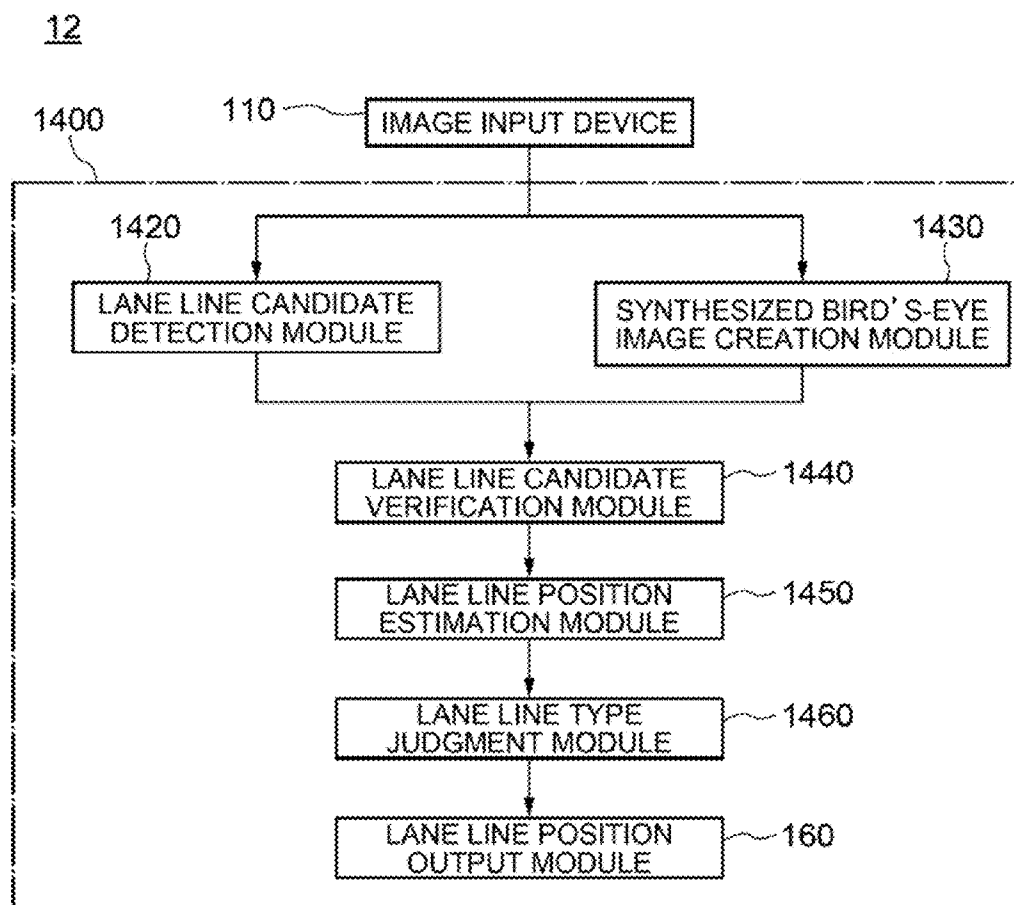 12
110
IMAGE INPUT DEVICE
1400
1420
1430
LANE LINE CANDIDATE
DETECTION MODULE
SYNTHESIZED BIRD'S-EYE
IMAGE CREATION MODULE
LANE LINE CANDIDATE
VERIFICATION MODULE
1440
LANE LINE POSITION
ESTIMATION MODULE
1450
LANE LINE TYPE
JUDGMENT MODULE
1460
LANE LINE POSITION
OUTPUT MODULE
160